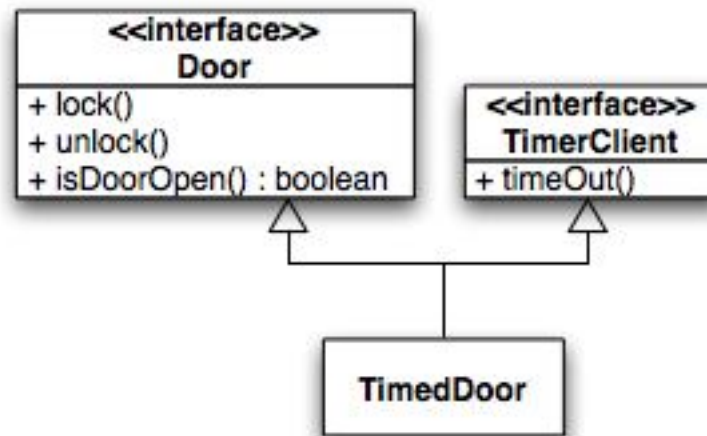 <<interface>>
Door
+ lock()
+ unlock()
+ isDoorOpen() : boolean
<<interface>>
TimerClient
+ timeOut()
TimedDoor